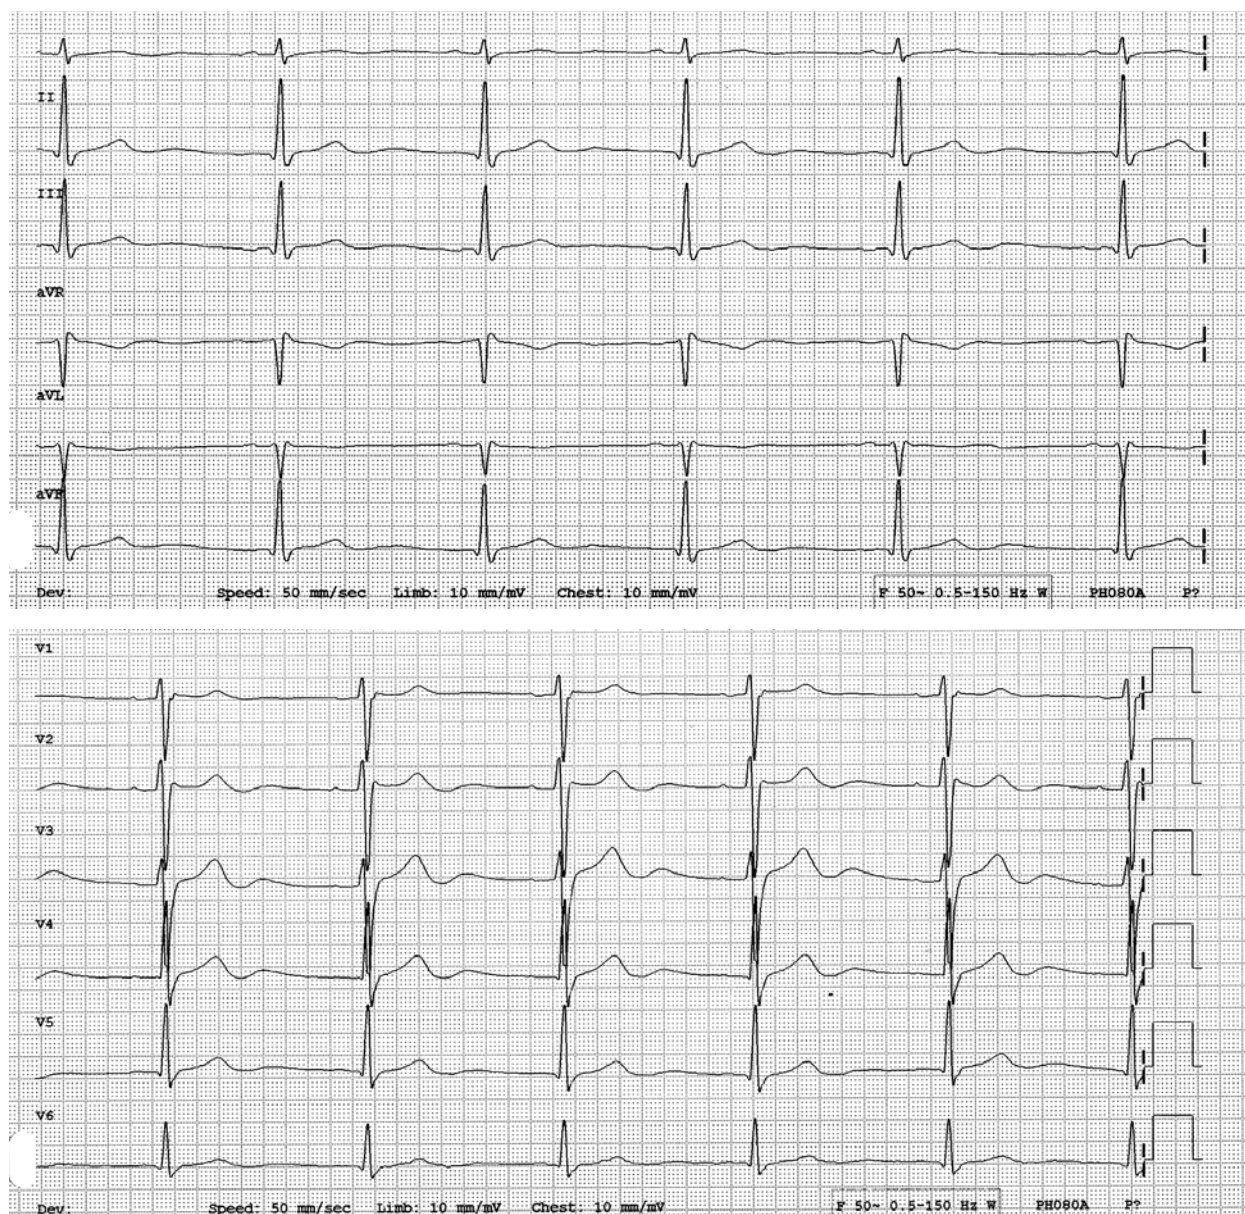 II
III
aVR
aVL
aVF
Dev: Speed: 50 mm/sec Limb: 10 mm/mV Chest: 10 mm/mV F 50~ 0.5-150 Hz W PH080A P?
V1
V2
V3
V4
V5
V6
Dev: Speed: 50 mm/sec Limb: 10 mm/mV Chest: 10 mm/mV F 50~ 0.5-150 Hz W PH080A P?